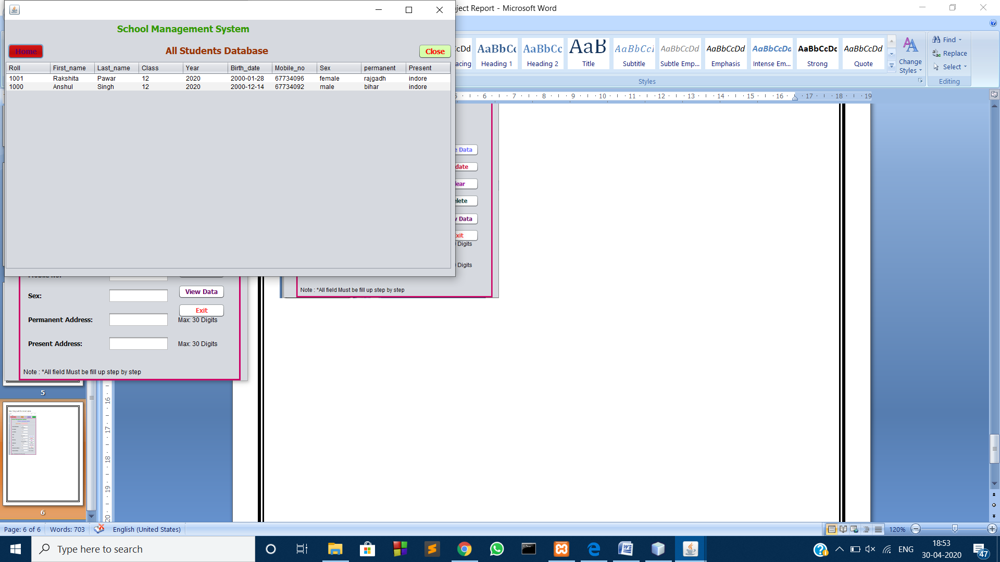 ject Report - Microsoft Word
School Management System
Home
All Students Database
Close
Roll First_name Last_name Class Year Birth_date Mobile_no Sex permanent Present
1001 Rakshita Pawar 12 2020 2000-01-28 67734096 female rajgadh indore
1000 Anshul Singh 12 2020 2000-12-14 67734092 male bihar indore
cDd AaBbCc AaBbCc AaB AaBbCcI AaBbCcDd AaBbCcDd AaBbCcDd AaBbCcDc AaBbCcDd
acing Heading 1 Heading 2 Title Subtitle Subtle Emp... Emphasis Intense Em... Strong Quote
Change Styles
Find
Replace
Select
Styles
Editing
5 6 7 8 9 10 11 12 13 14 15 16 17 18 19
e Data
date
lear
elete
v Data
xit
Digits
Digits
Note : *All field Must be fill up step by step
View Data
Sex:
Exit
Permanent Address:
Max: 30 Digits
Present Address:
Max: 30 Digits
Note : *All field Must be fill up step by step
5
6
16
17
18
19
20
Page: 6 of 6 Words: 703 English (United States) 120%
Type here to search
ENG
18:53
30-04-2020
47